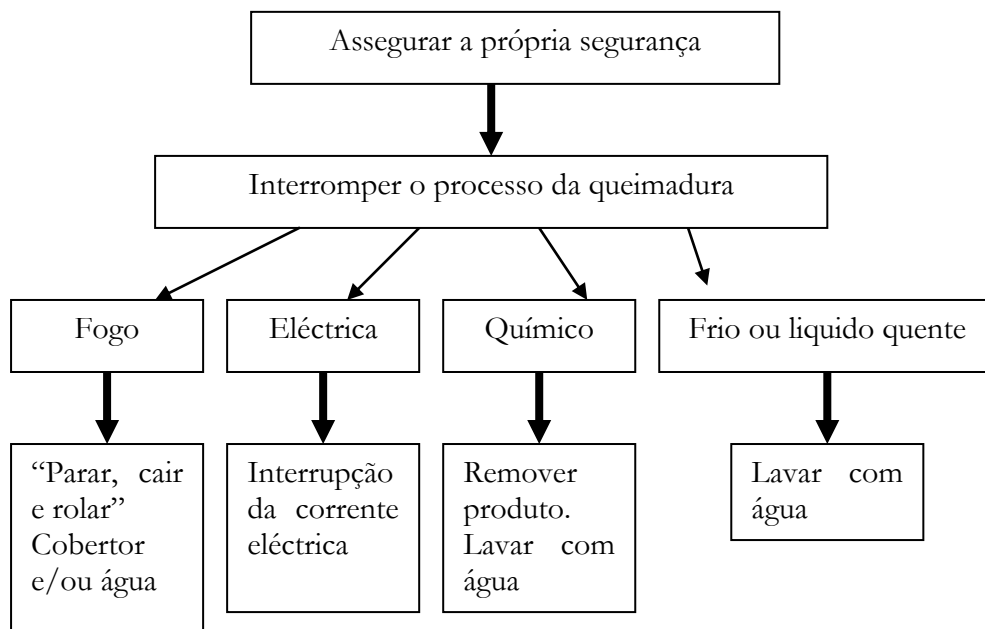 Assegurar a própria segurança
Interromper o processo da queimadura
Fogo
Eléctrica
Químico
Frio ou liquido quente
“Parar, cair
e rolar”
Cobertor
e/ou água
Interrupção
da corrente
eléctrica
Remover
produto.
Lavar com
água
Lavar com
água